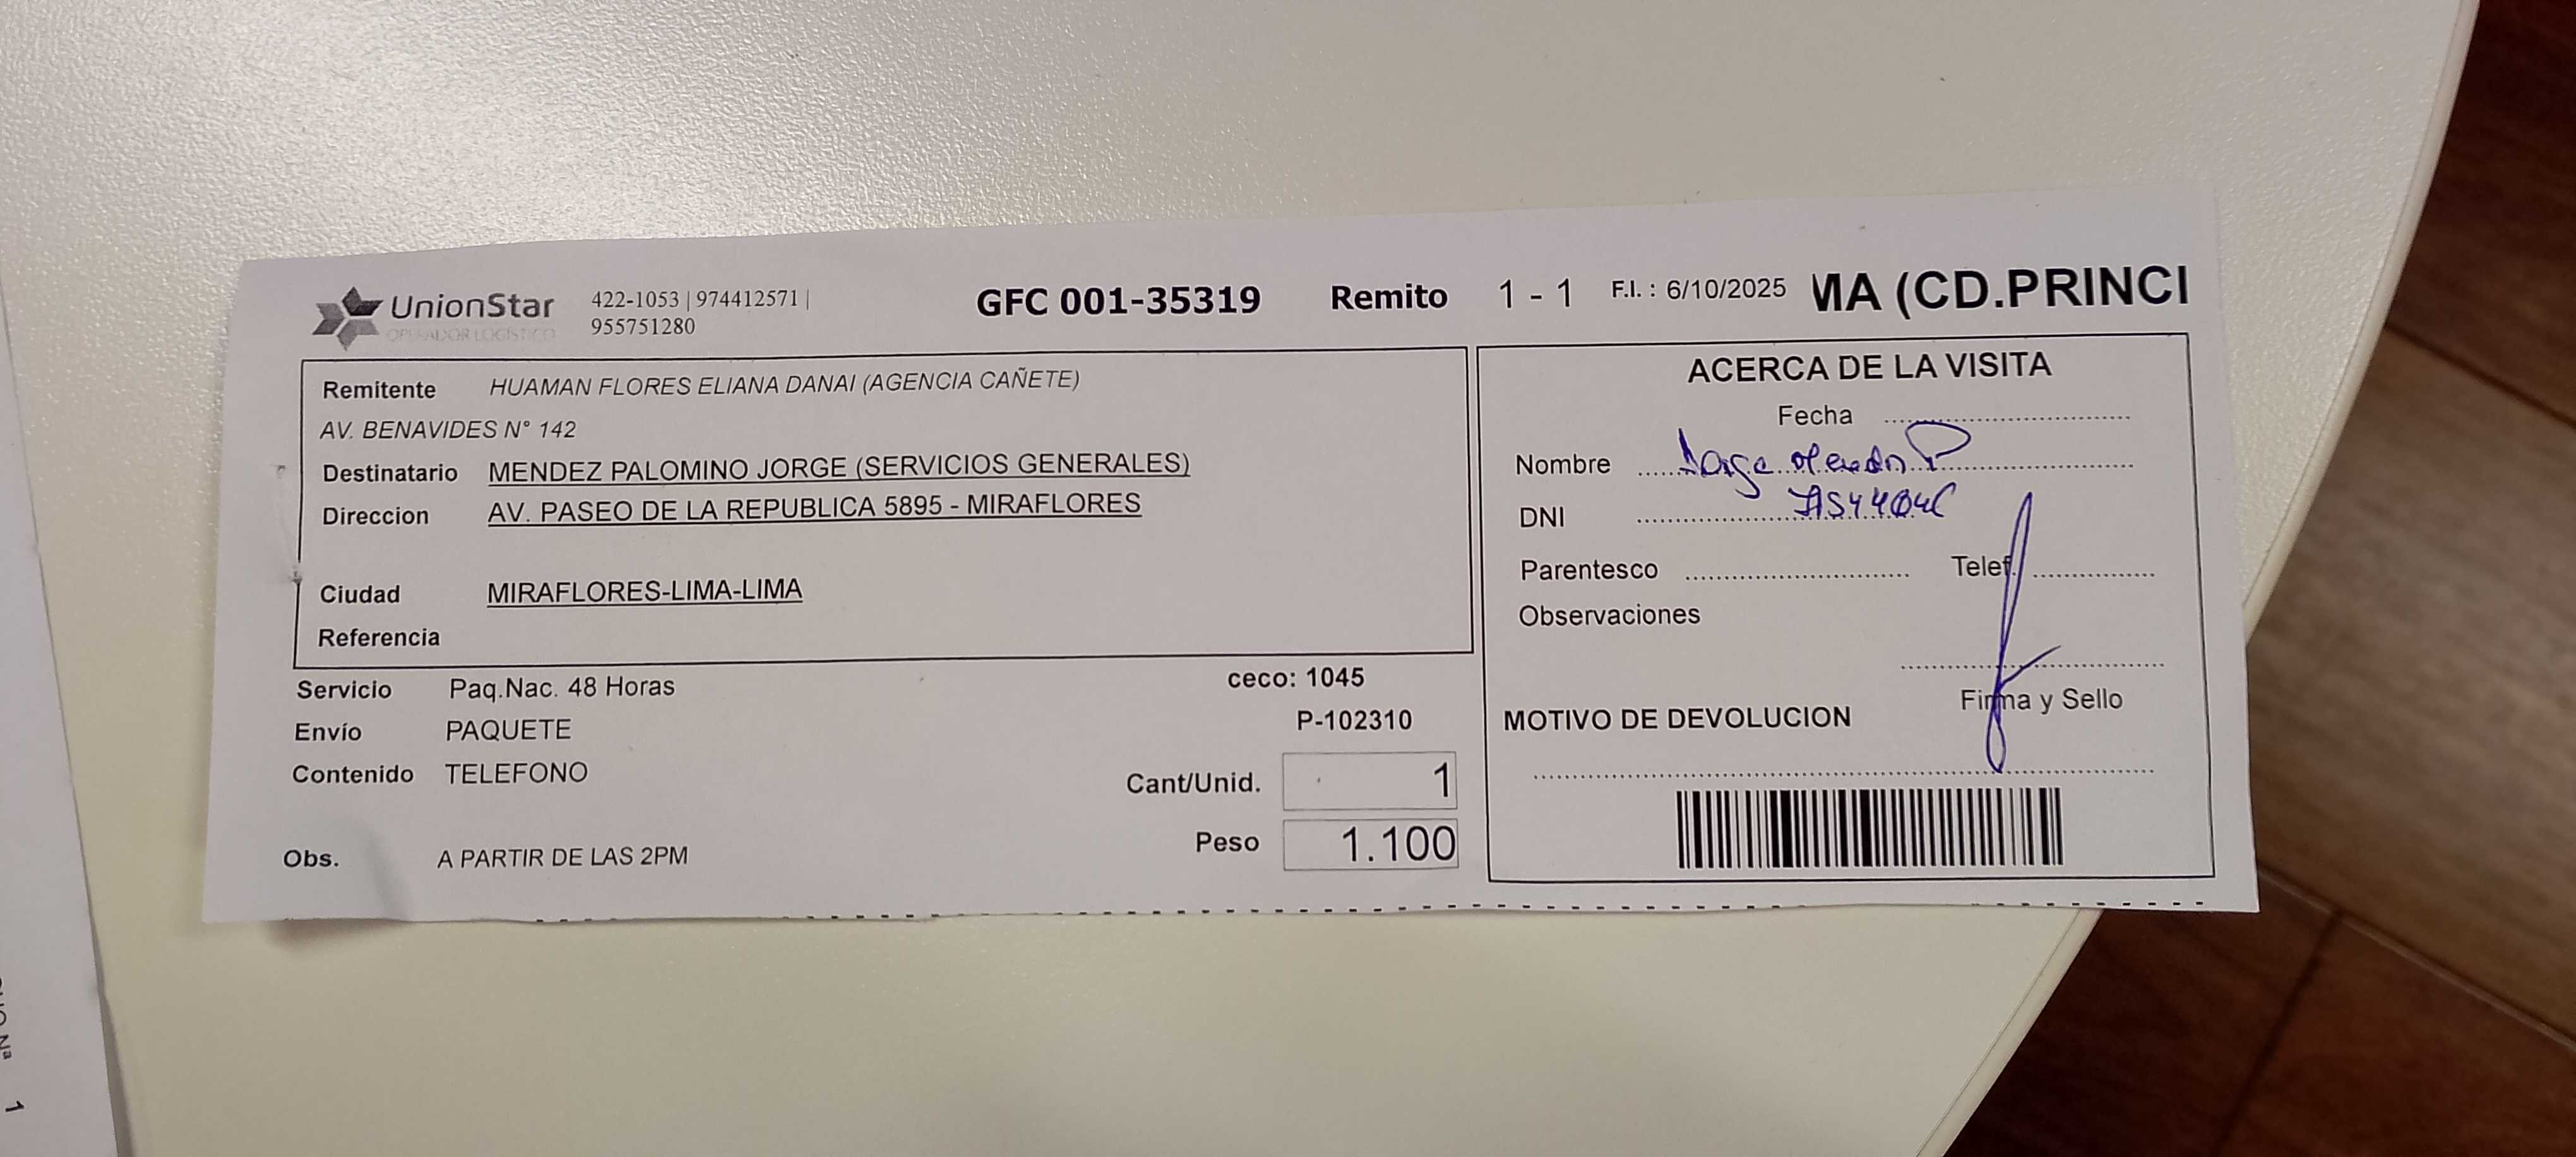 UnionStar
OPERADOR LOGÍSTICO
422-1053 | 974412571 |
955751280
GFC 001-35319 Remito 1 - 1 F.I. : 6/10/2025 MA (CD.PRINCI
Remitente HUAMAN FLORES ELIANA DANAI (AGENCIA CAÑETE)
AV. BENAVIDES N° 142
Destinatario MENDEZ PALOMINO JORGE (SERVICIOS GENERALES)
Direccion AV. PASEO DE LA REPUBLICA 5895 - MIRAFLORES
Ciudad MIRAFLORES-LIMA-LIMA
Referencia
Servicio Paq.Nac. 48 Horas
ceco: 1045
Envío PAQUETE
P-102310
Contenido TELEFONO
Cant/Unid. 1
Peso 1.100
Obs. A PARTIR DE LAS 2PM
ACERCA DE LA VISITA
Fecha
Nombre Jorge
DNI
Parentesco Telef.
Observaciones
Firma y Sello
MOTIVO DE DEVOLUCION
1